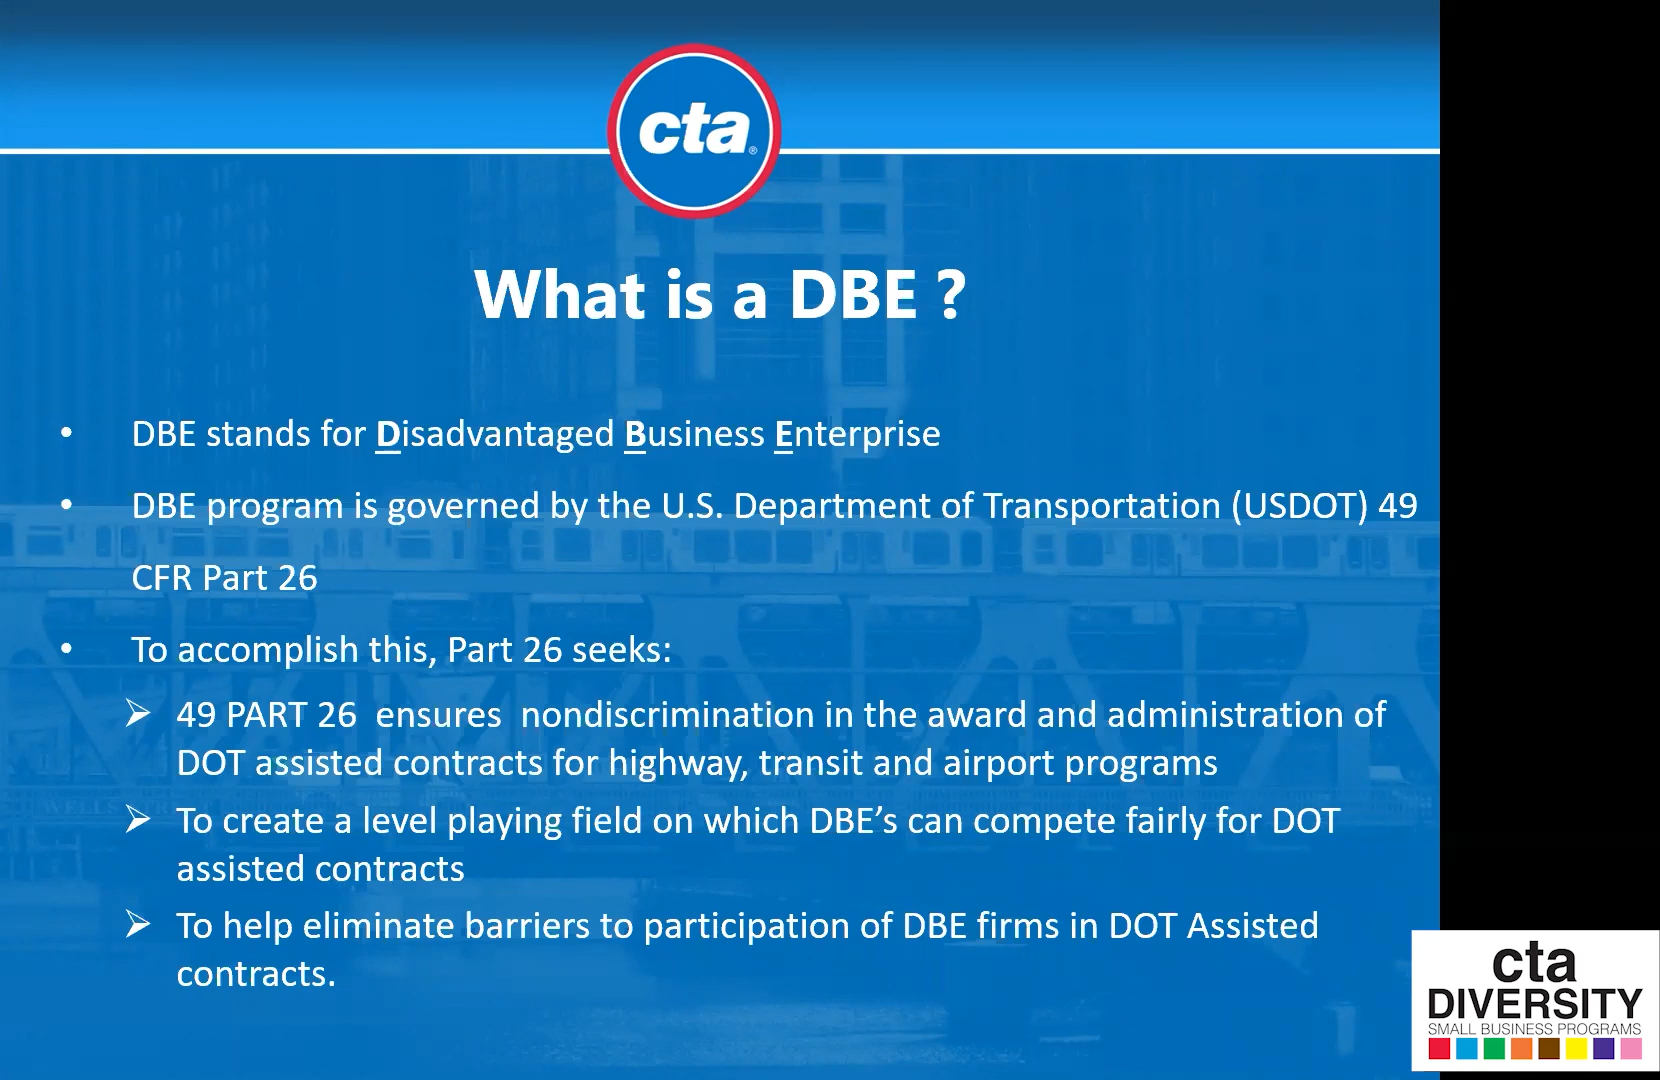 cta®
What is a DBE ?
• DBE stands for Disadvantaged Business Enterprise
• DBE program is governed by the U.S. Department of Transportation (USDOT) 49
CFR Part 26
• To accomplish this, Part 26 seeks:
➢ 49 PART 26  ensures  nondiscrimination in the award and administration of
DOT assisted contracts for highway, transit and airport programs
➢ To create a level playing field on which DBE’s can compete fairly for DOT
assisted contracts
➢ To help eliminate barriers to participation of DBE firms in DOT Assisted
contracts.
cta
DIVERSITY
SMALL BUSINESS PROGRAMS